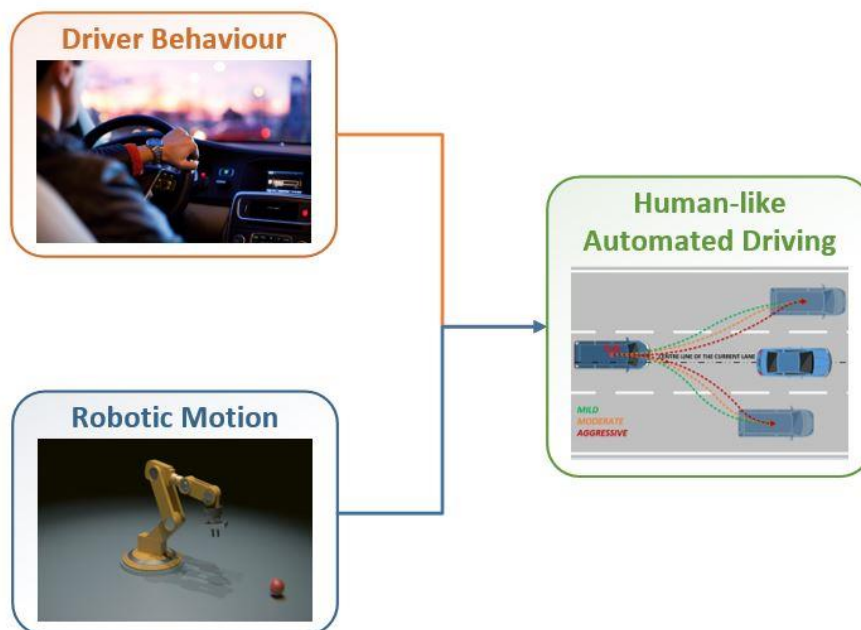 Driver Behaviour
Human-like
Automated Driving
CENTRE LINE OF THE CURRENT LANE
MILD
MODERATE
AGGRESSIVE
Robotic Motion